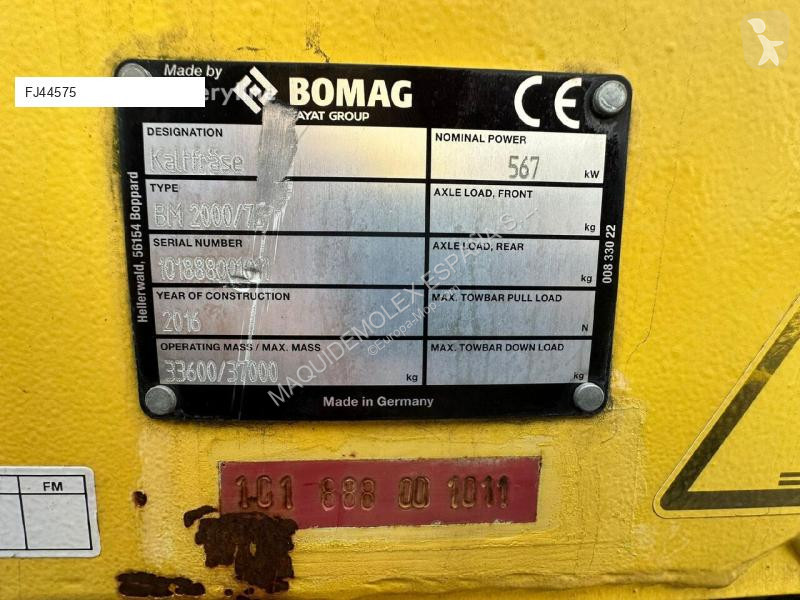 FJ44575
Made by
BOMAG
FAYAT GROUP
CE
DESIGNATION
Kaltfräse
NOMINAL POWER
567 kW
TYPE
BM 2000/75
AXLE LOAD, FRONT
kg
SERIAL NUMBER
AXLE LOAD, REAR
kg
YEAR OF CONSTRUCTION
2016
MAX. TOWBAR PULL LOAD
N
OPERATING MASS / MAX. MASS
33600/37000 kg
MAX. TOWBAR DOWN LOAD
kg
Made in Germany
Hellerwald, 56154 Boppard
008 330 22
MAQUIDEMOLEX ESPAÑA S.L.
©Europa-Mop.com
101 888 00 1011
FM